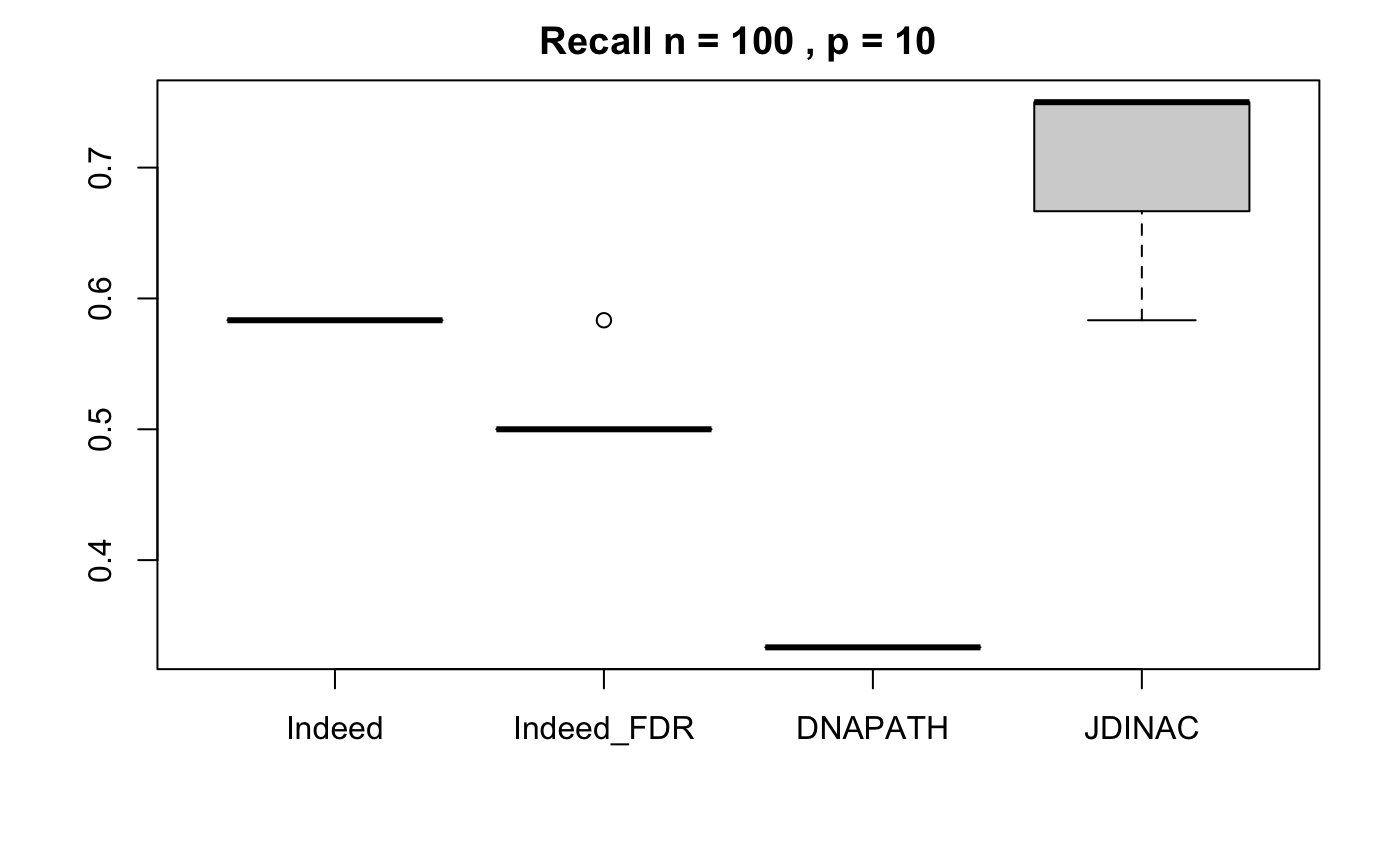 Recall n = 100 , p = 10
0.7
0.6
0.5
0.4
Indeed Indeed_FDR DNAPATH JDINAC